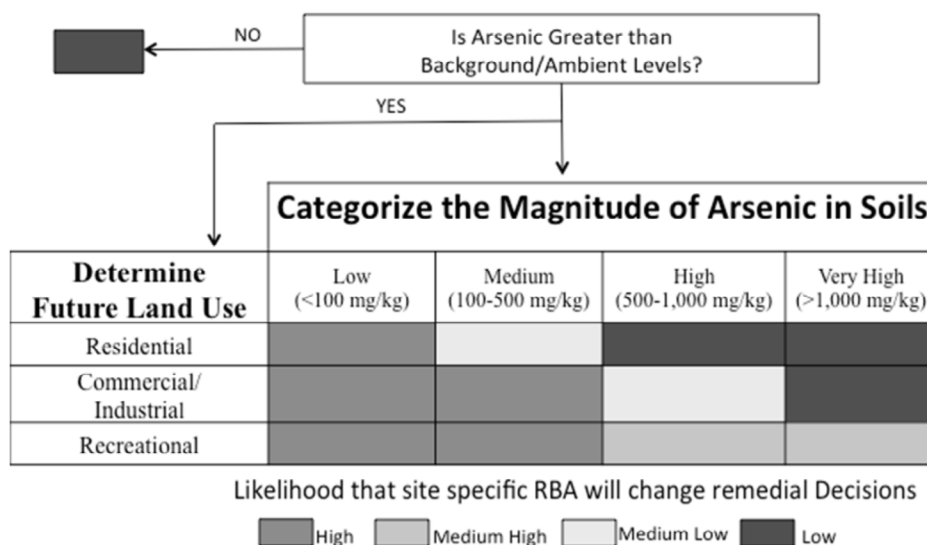 NO
Is Arsenic Greater than
Background/Ambient Levels?
YES
Categorize the Magnitude of Arsenic in Soils
Determine
Future Land Use
Low
(<100 mg/kg)
Medium
(100-500 mg/kg)
High
(500-1,000 mg/kg)
Very High
(>1,000 mg/kg)
Residential
Commercial/
Industrial
Recreational
Likelihood that site specific RBA will change remedial Decisions
High
Medium High
Medium Low
Low